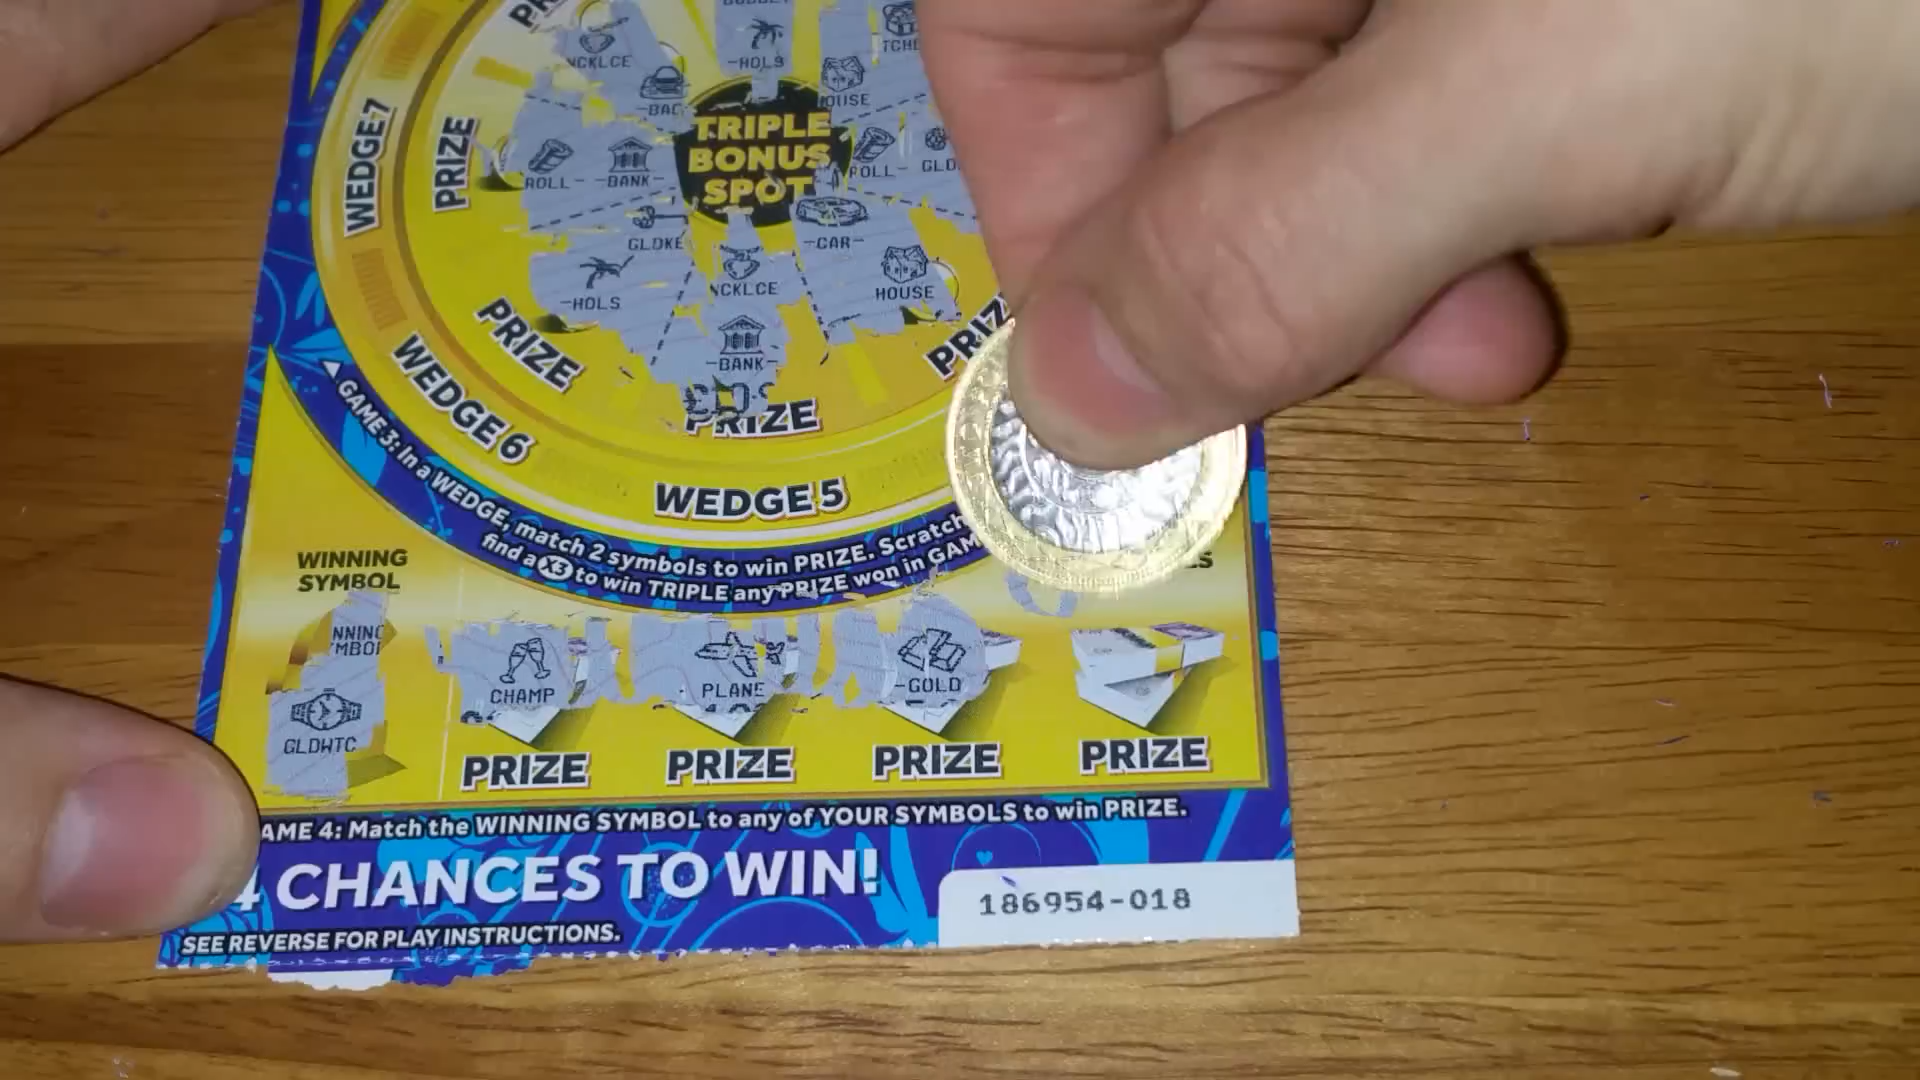 NCKLCE
-HOLS
HOUSE
TRIPLE
BONUS
SPOT
WEDGE 7
PRIZE
ROLL-
-BANK-
ROLL-
GLDKE
-CAR-
-HOLS
NCKLCE
HOUSE
-BANK-
PRIZE
PRIZE
WEDGE 6
WEDGE 5
GAME 3: In a WEDGE, match 2 symbols to win PRIZE. Scratch
find a X3 to win TRIPLE any PRIZE won in GAM
WINNING
SYMBOL
GLDWTC
CHAMP
PLANE
-GOLD
PRIZE
PRIZE
PRIZE
PRIZE
AME 4: Match the WINNING SYMBOL to any of YOUR SYMBOLS to win PRIZE.
4 CHANCES TO WIN!
186954-018
SEE REVERSE FOR PLAY INSTRUCTIONS.